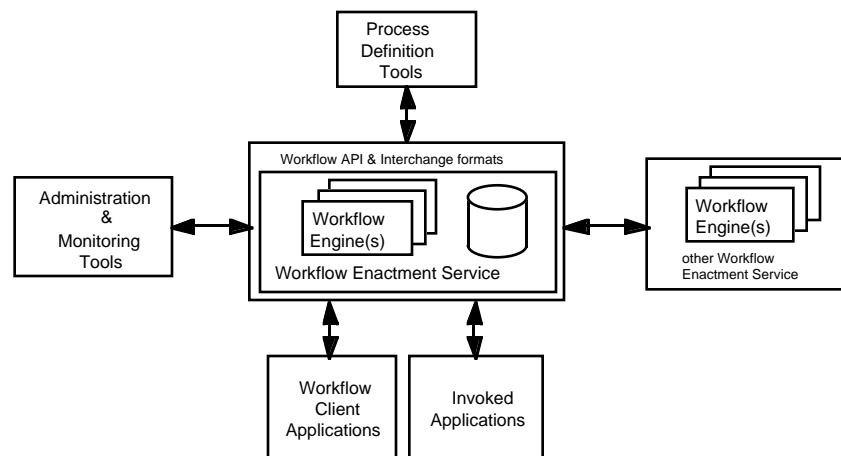 Process
Definition
Tools
Workflow API & Interchange formats
Administration
&
Monitoring
Tools
Workflow
Engine(s)
Workflow Enactment Service
Workflow
Engine(s)
other Workflow
Enactment Service
Workflow
Client
Applications
Invoked
Applications